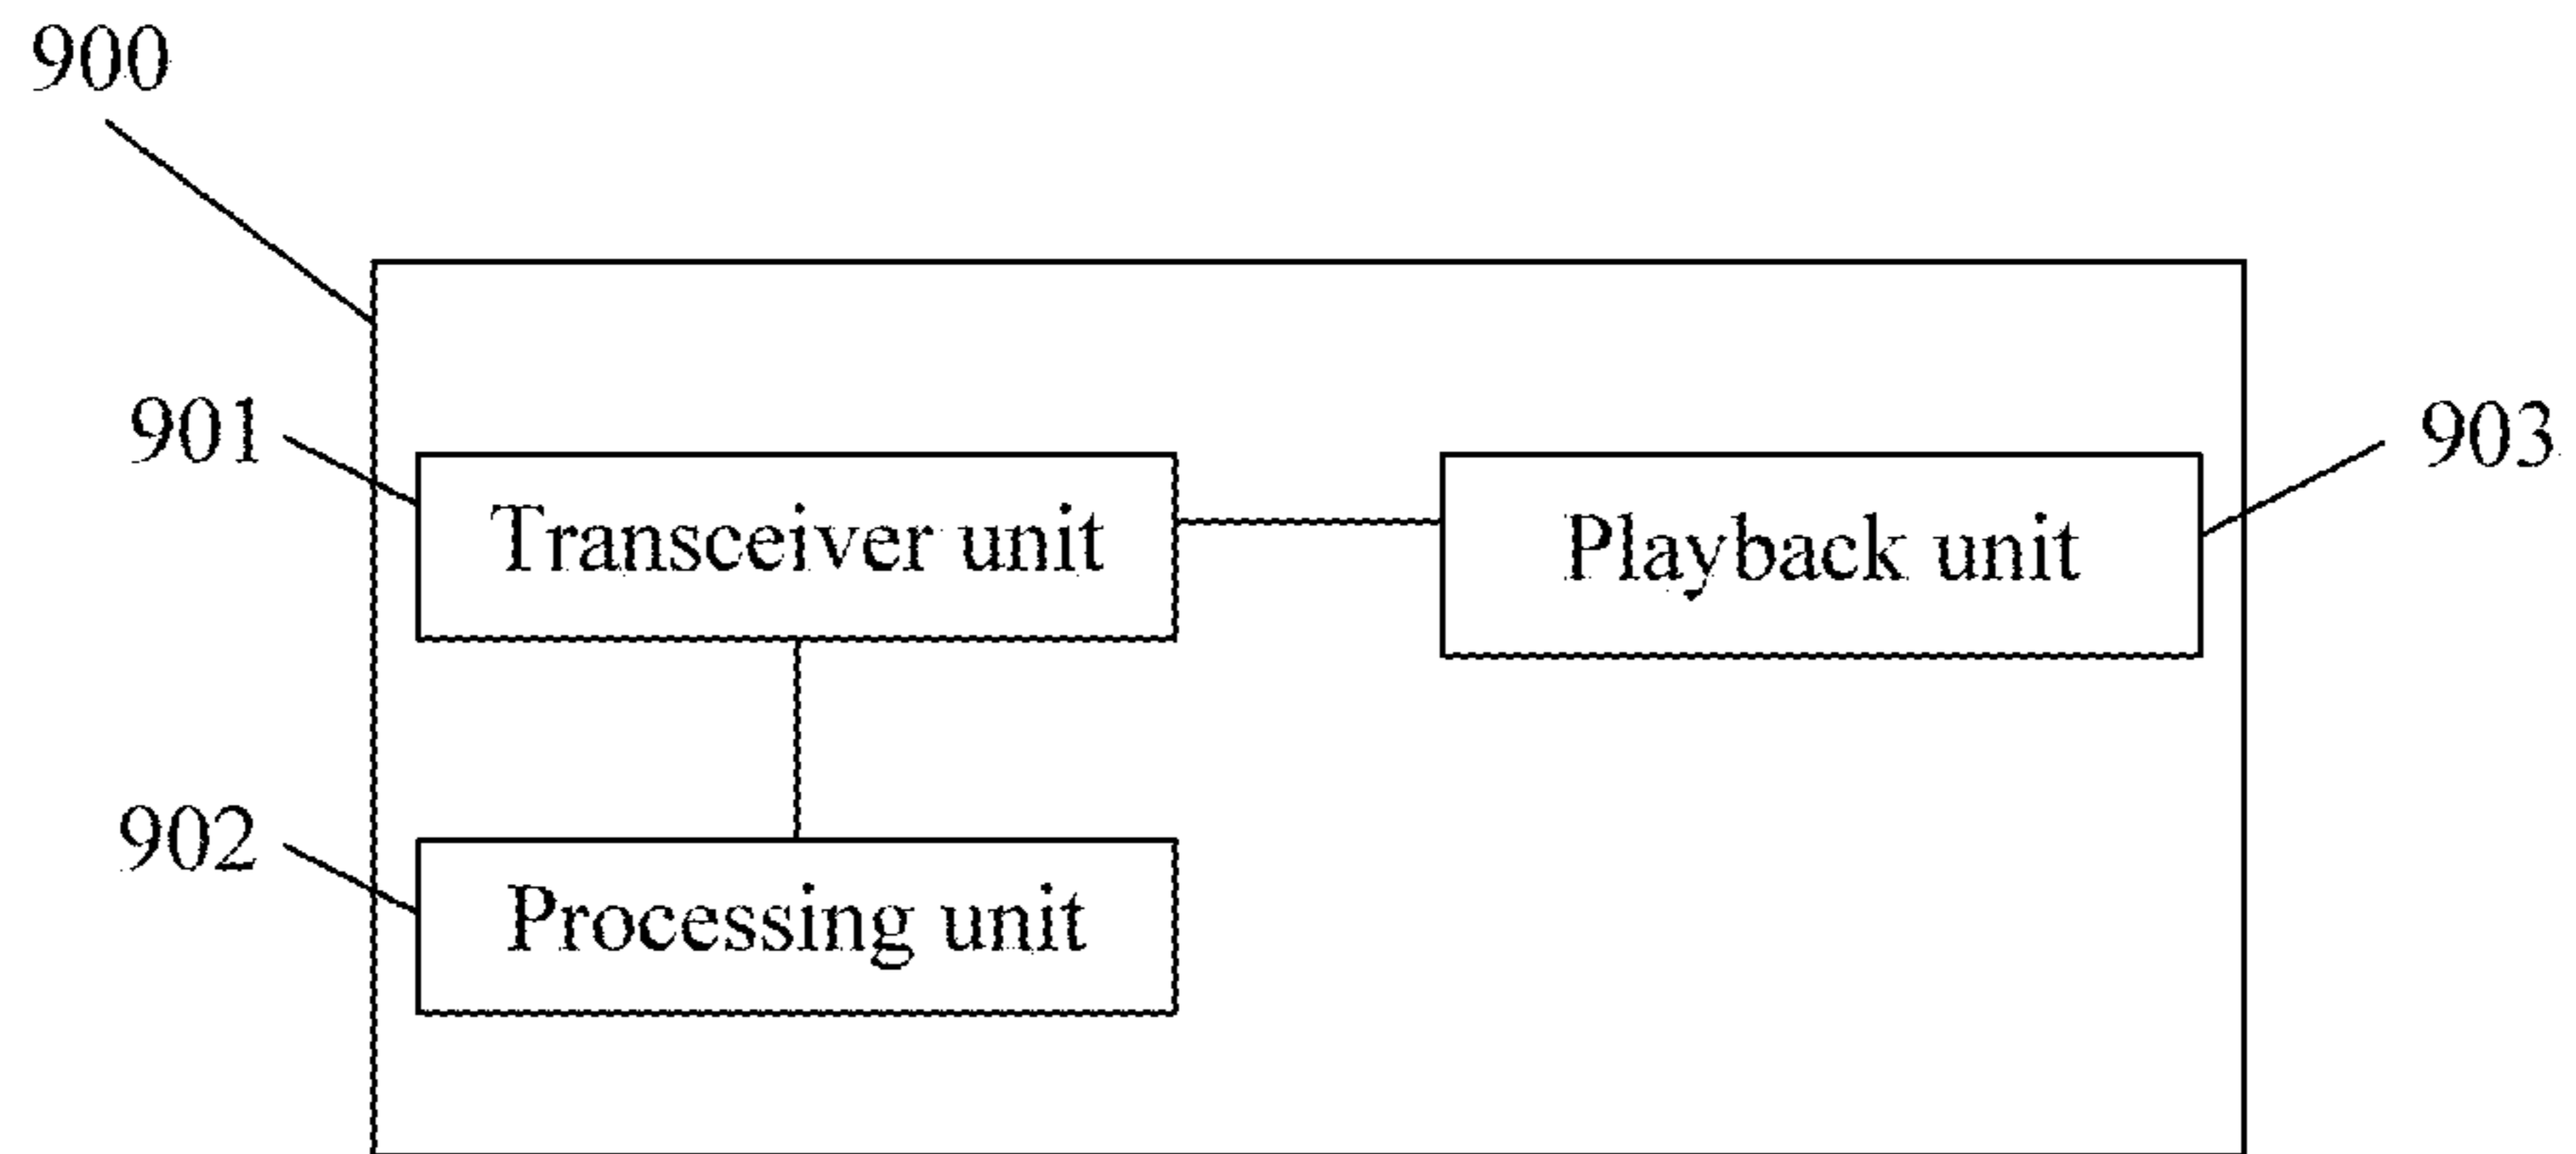 900
901
Transceiver unit
Playback unit
903
902
Processing unit